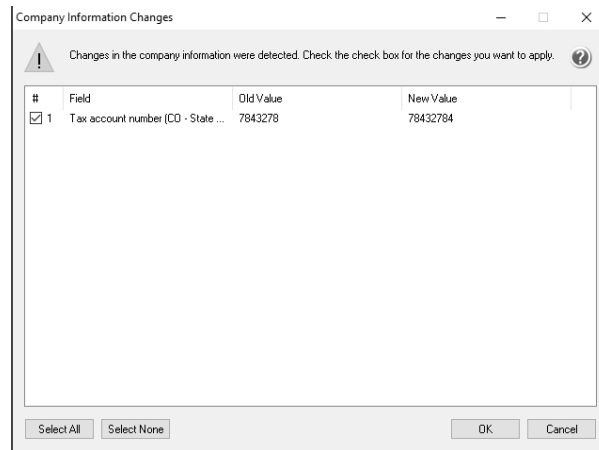 Company Information Changes
Changes in the company information were detected. Check the check box for the changes you want to apply.
# Field Old Value New Value
1 Tax account number (CO - State ... 7843278 78432784
Select All Select None OK Cancel